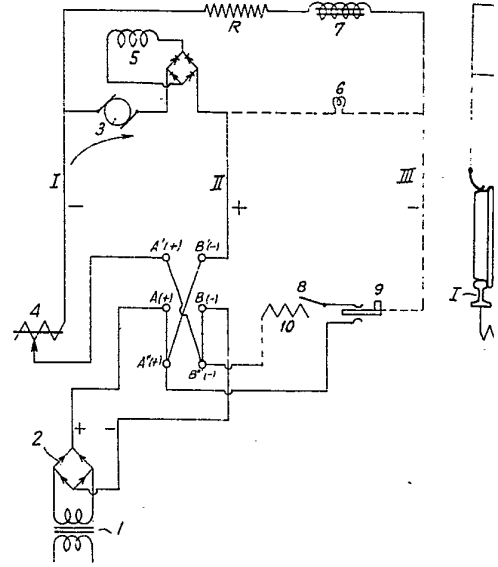 R
7
5
6
3
I
II
III
+
−
−
A'(+)
B'(−)
4
A(+)
B(−)
8
9
10
A"(+)
B"(−)
I
2
+
−
1